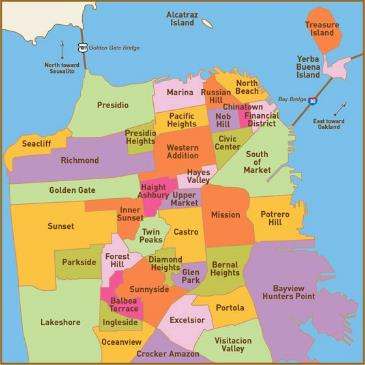 Alcatraz
Island
Treasure
Island
Golden Gate Bridge
North toward
Sausalito
Yerba
Buena
Island
Bay Bridge
East toward
Oakland
Marina
Russian
Hill
North
Beach
Presidio
Chinatown
Pacific
Heights
Nob
Hill
Financial
District
Presidio
Heights
Civic
Center
Seacliff
Western
Addition
South
of
Market
Richmond
Hayes
Valley
Golden Gate
Haight
Ashbury
Upper
Market
Inner
Sunset
Mission
Potrero
Hill
Sunset
Twin
Peaks
Castro
Parkside
Forest
Hill
Diamond
Heights
Glen
Park
Bernal
Heights
Sunnyside
Bayview
Hunters Point
Balboa
Terrace
Portola
Lakeshore
Ingleside
Excelsior
Oceanview
Visitacion
Valley
Crocker Amazon